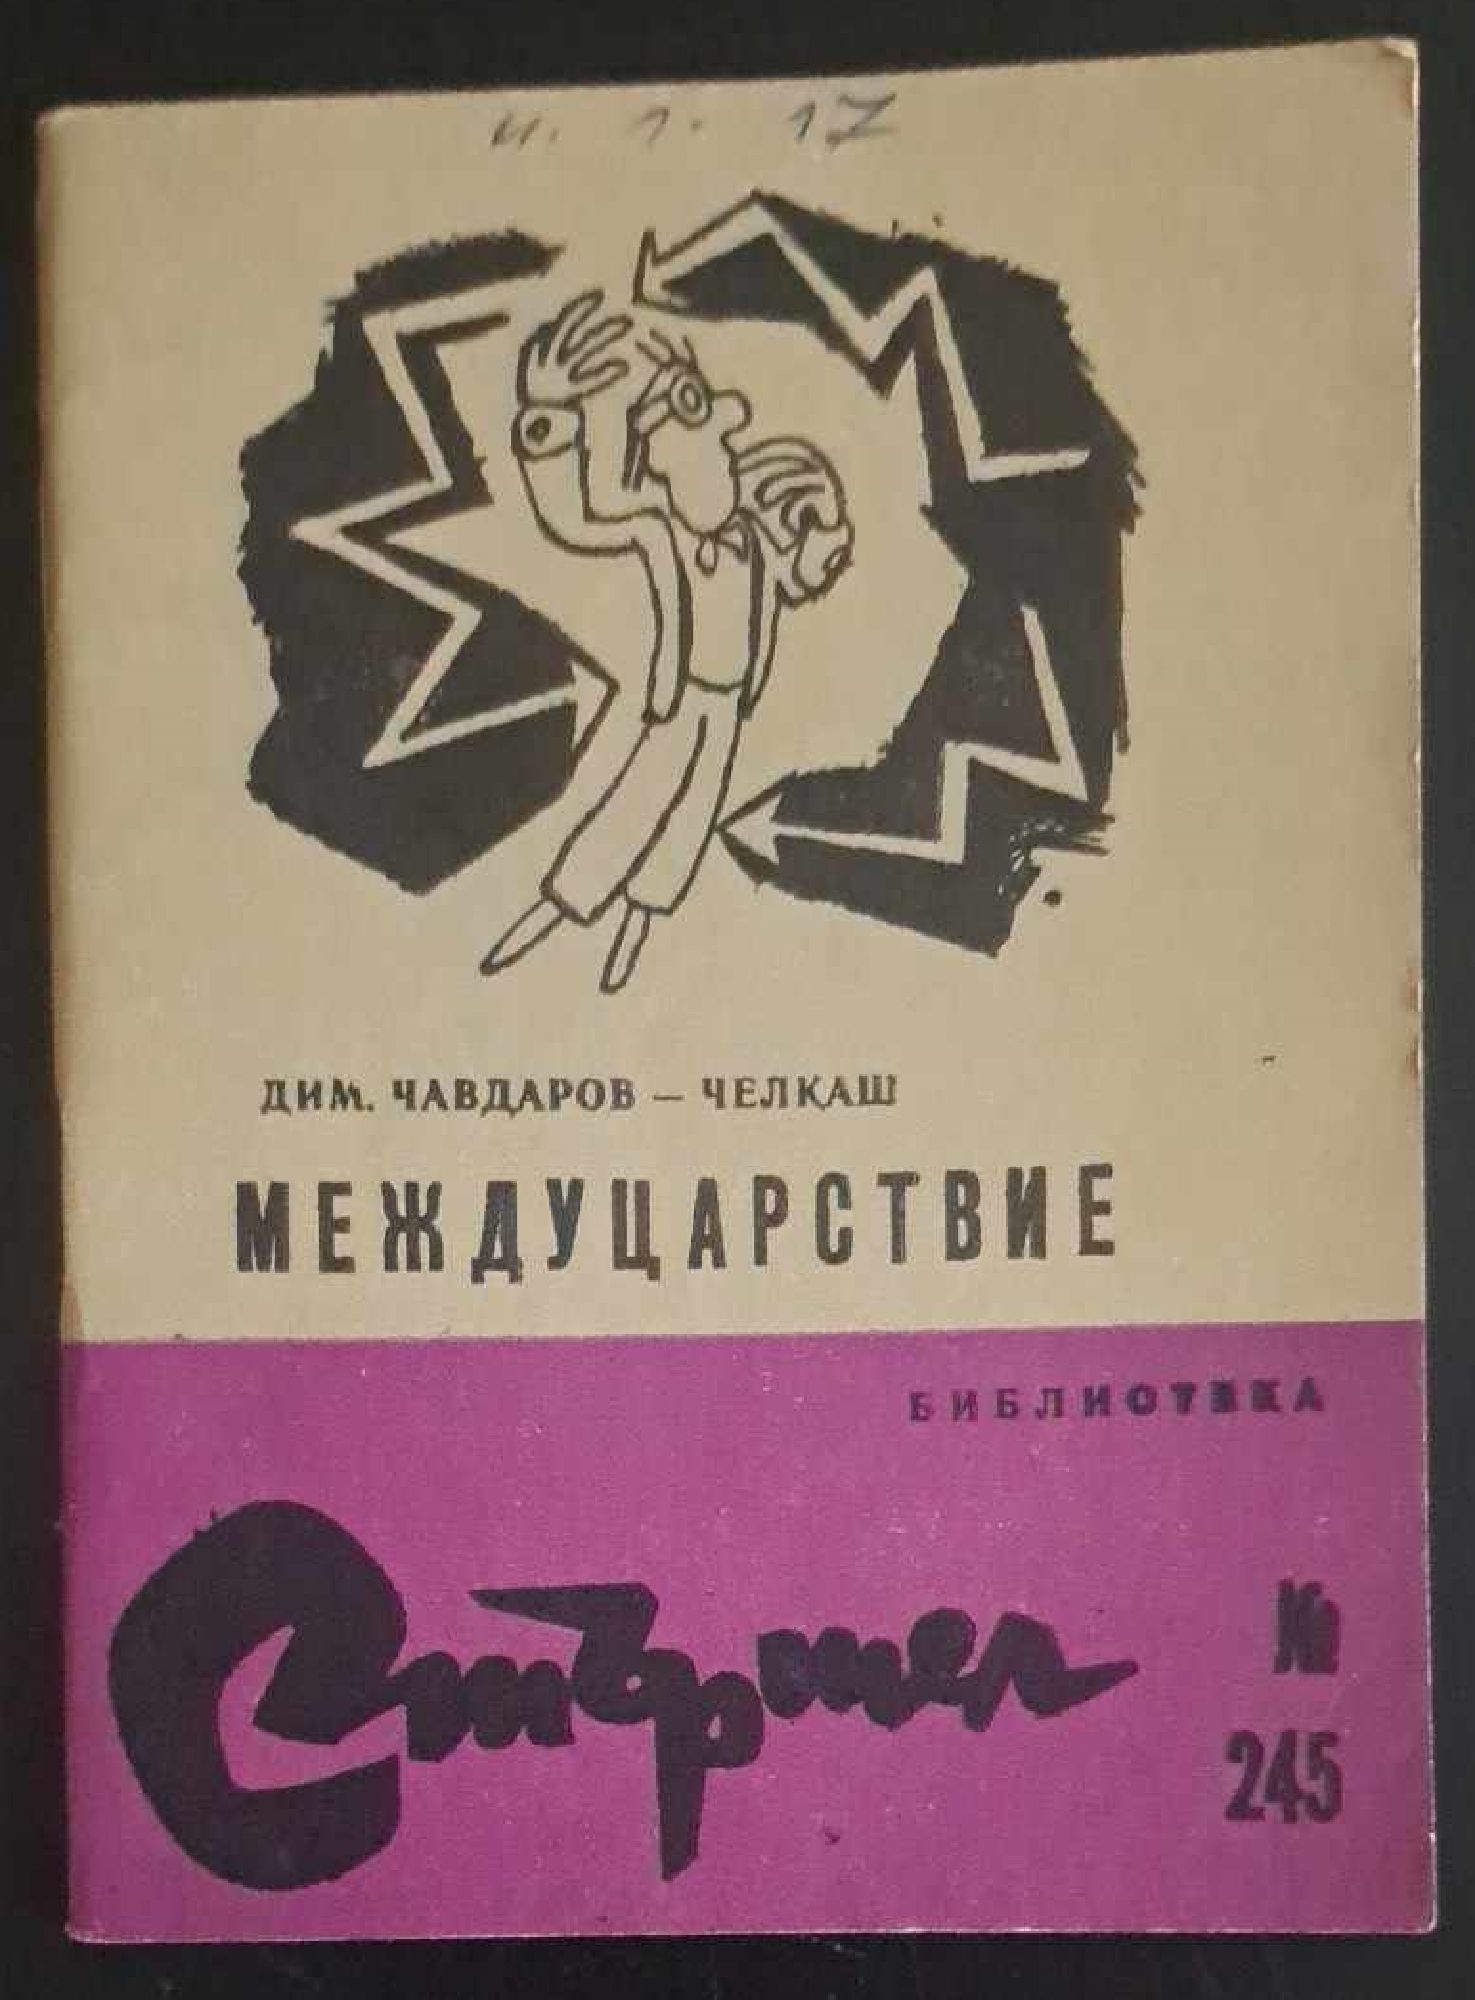 и. 1. 17
ДИМ. ЧАВДАРОВ – ЧЕЛКАШ
МЕЖДУЦАРСТВИЕ
БИБЛИОТЕКА
Стършел
№
245